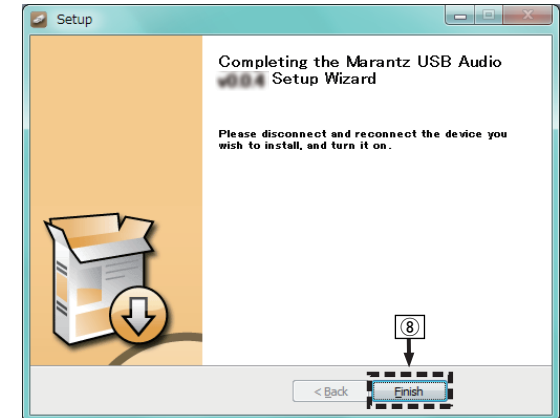 Setup
Completing the Marantz USB Audio
Setup Wizard
Please disconnect and reconnect the device you
wish to install, and turn it on.
⑧
< Back
Finish